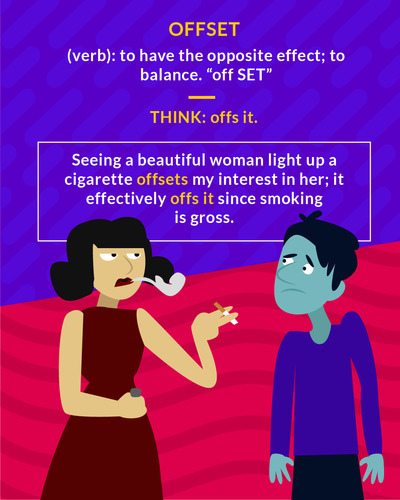 OFFSET
(verb): to have the opposite effect; to
balance. “off SET”
THINK: offs it.
Seeing a beautiful woman light up a
cigarette offsets my interest in her; it
effectively offs it since smoking
is gross.